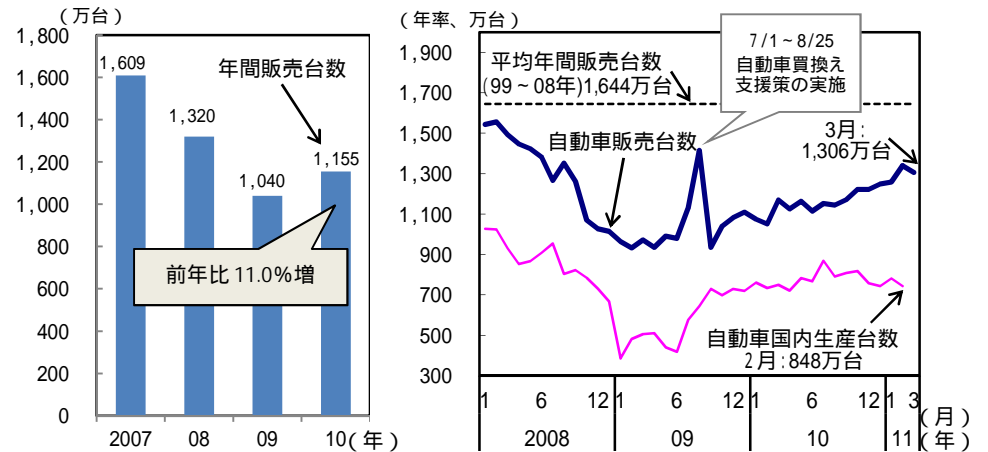 (万台)
1,800
1,600
1,400
1,200
1,000
800
600
400
200
0
1,609
1,320
1,040
1,155
年間販売台数
前年比 11.0%増
2007 08 09 10(年)
(年率、万台)
1,900
1,700
1,500
1,300
1,100
900
700
500
300
平均年間販売台数
(99~08年)1,644万台
7/1~8/25
自動車買換え
支援策の実施
自動車販売台数
3月:
1,306万台
自動車国内生産台数
2月:848万台
1 6 12 1 6 12 1 6 12 1 3
(月)
2008 09 10 11
(年)